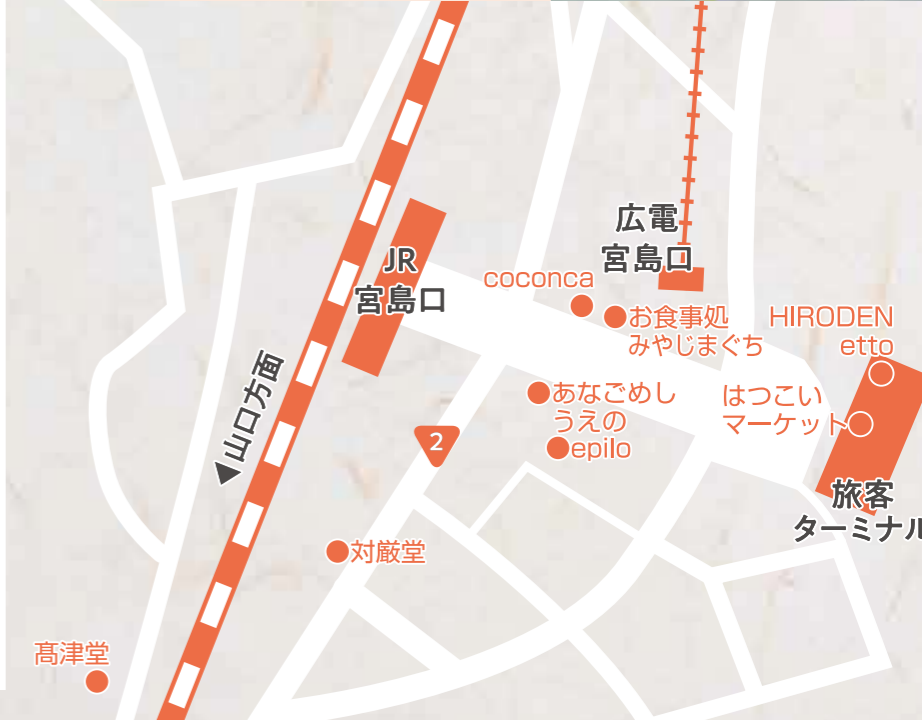 広電
宮島口
JR
宮島口
coconca
お食事処
みやじまぐち
HIRODEN
etto
▲山口方面
あなごめし
うえの
epilo
はつこい
マーケット
2
旅客
ターミナル
対厳堂
髙津堂